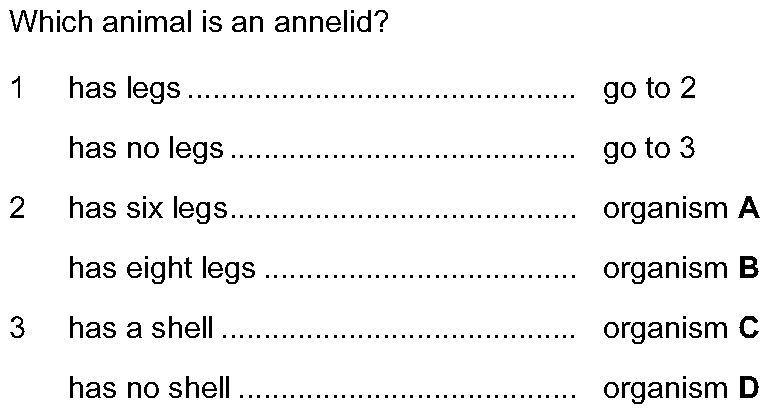 Which animal is an annelid?
1 has legs .............................................. go to 2
has no legs ......................................... go to 3
2 has six legs......................................... organism A
has eight legs ..................................... organism B
3 has a shell .......................................... organism C
has no shell ........................................ organism D